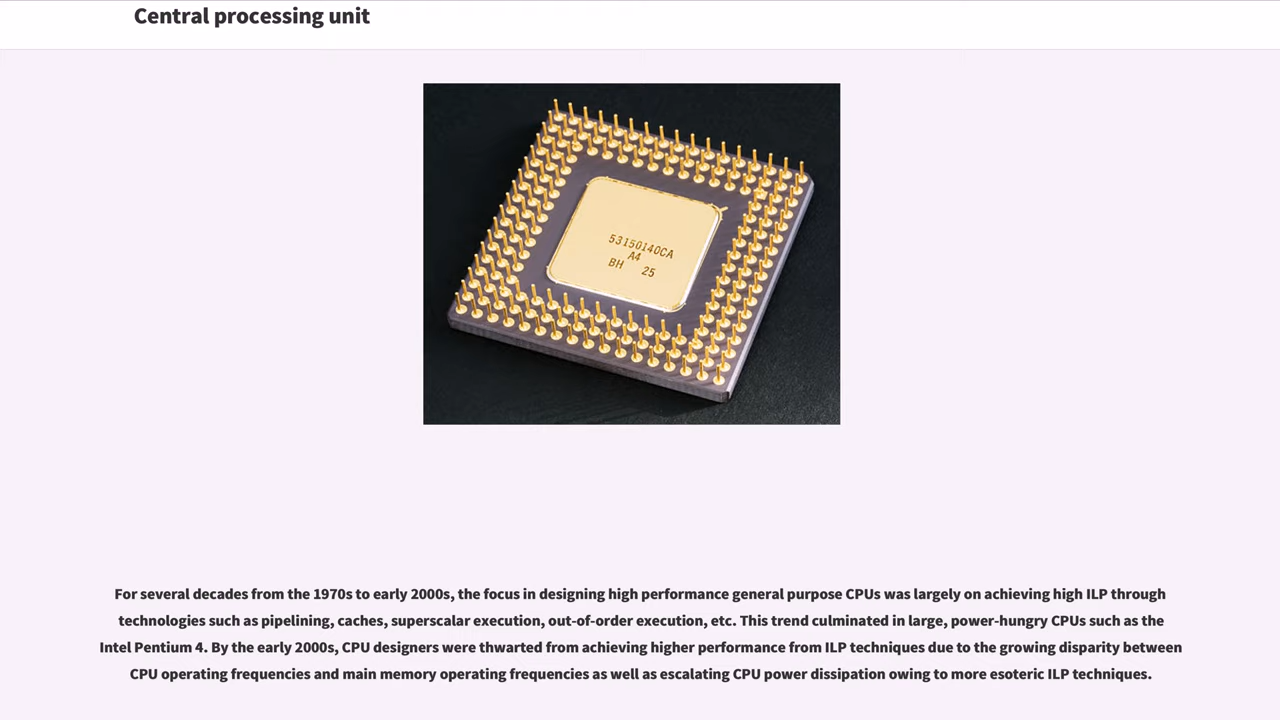 Central processing unit
53150140CA
A4
BH 25
For several decades from the 1970s to early 2000s, the focus in designing high performance general purpose CPUs was largely on achieving high ILP through
technologies such as pipelining, caches, superscalar execution, out-of-order execution, etc. This trend culminated in large, power-hungry CPUs such as the
Intel Pentium 4. By the early 2000s, CPU designers were thwarted from achieving higher performance from ILP techniques due to the growing disparity between
CPU operating frequencies and main memory operating frequencies as well as escalating CPU power dissipation owing to more esoteric ILP techniques.